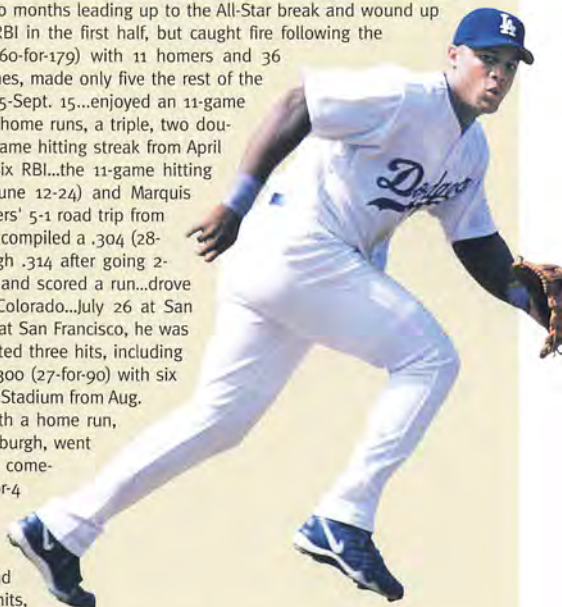 o months leading up to the All-Star break and wound up
RBI in the first half, but caught fire following the
60-for-179) with 11 homers and 36
nes, made only five the rest of the
5-Sept. 15...enjoyed an 11-game
home runs, a triple, two dou-
ame hitting streak from April
six RBI...the 11-game hitting
une 12-24) and Marquis
ers' 5-1 road trip from
compiled a .304 (28-
gh .314 after going 2-
and scored a run...drove
Colorado...July 26 at San
at San Francisco, he was
ted three hits, including
300 (27-for-90) with six
Stadium from Aug.
th a home run,
burgh, went
come-
r-4
d
hits,
LA
Dodgers